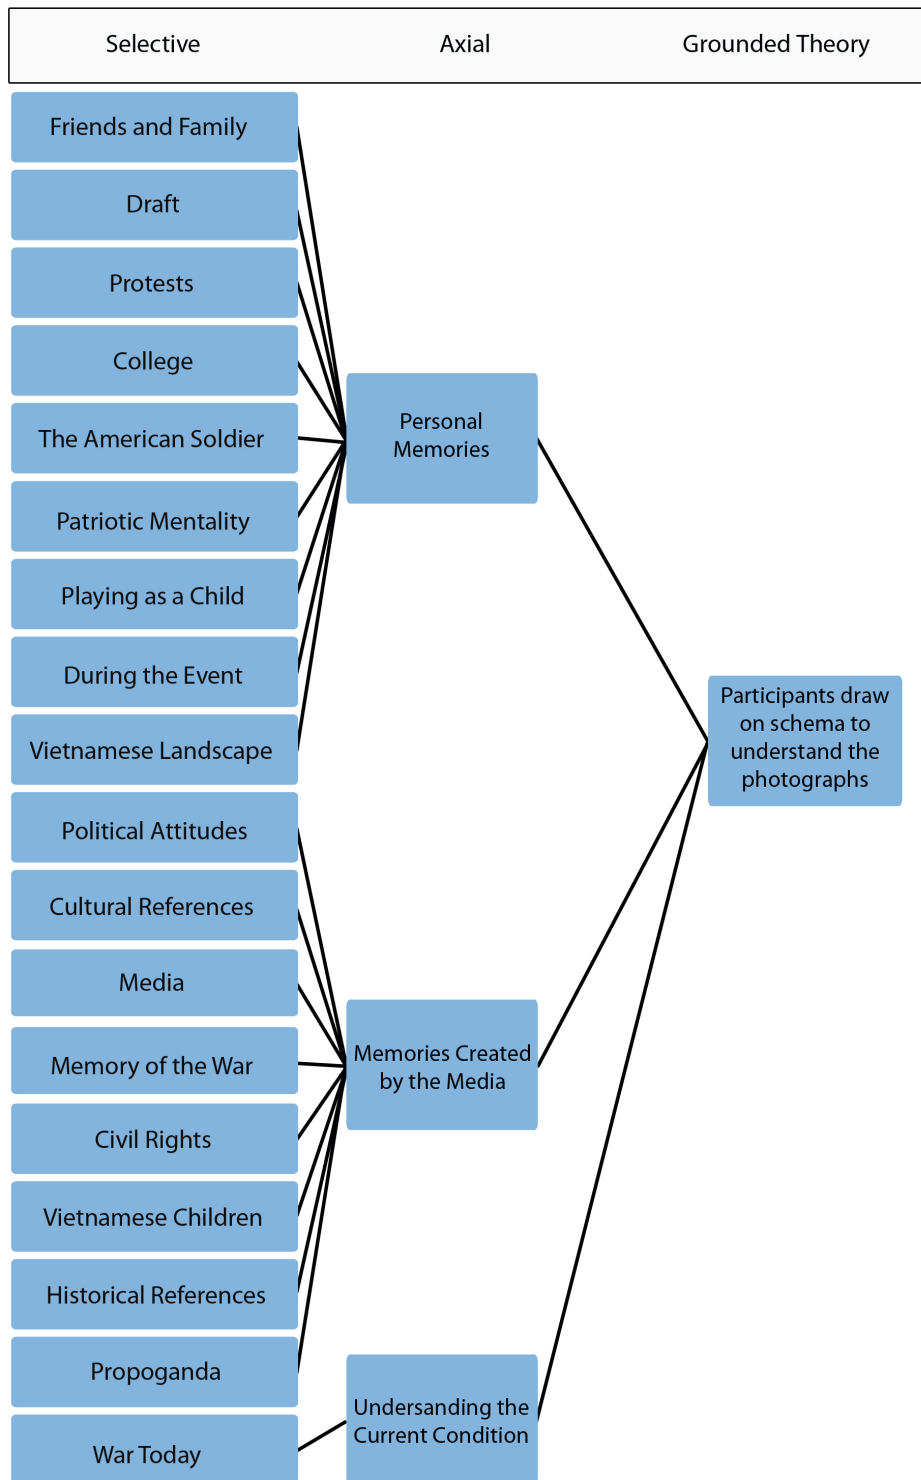 Selective Axial Grounded Theory
Friends and Family
Draft
Protests
College
The American Soldier
Patriotic Mentality
Playing as a Child
During the Event
Vietnamese Landscape
Political Attitudes
Cultural References
Media
Memory of the War
Civil Rights
Vietnamese Children
Historical References
Propoganda
War Today
Personal
Memories
Memories Created
by the Media
Undersanding the
Current Condition
Participants draw
on schema to
understand the
photographs